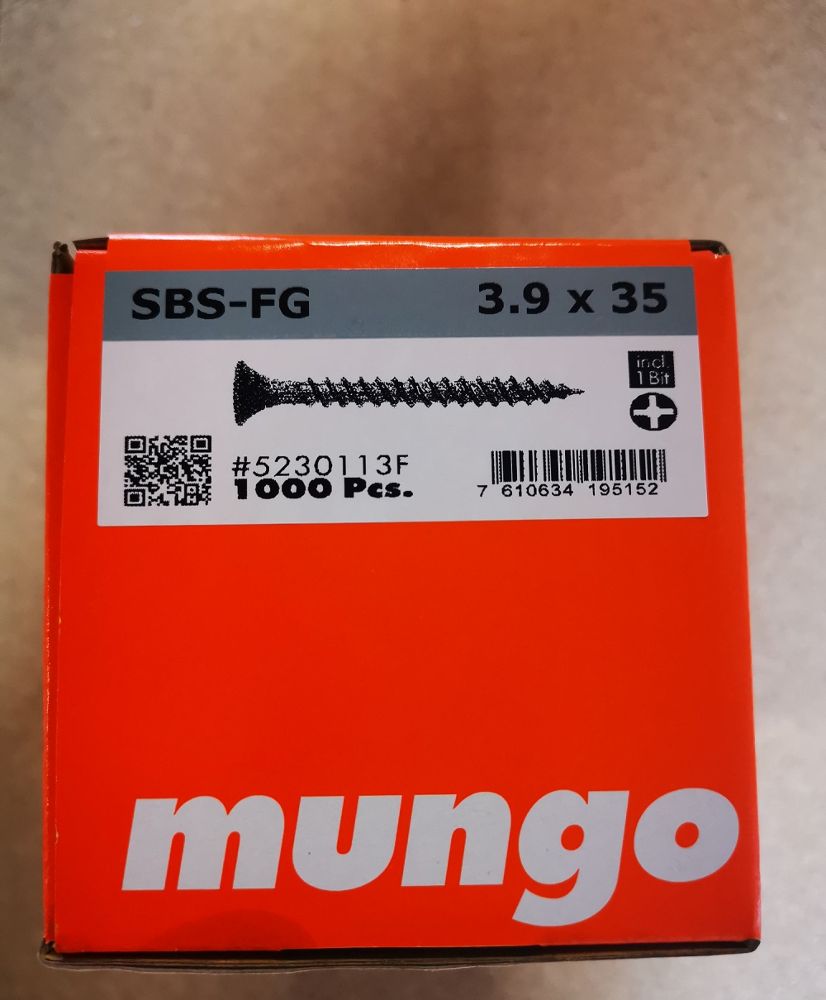 SBS-FG 3.9 x 35
incl.
1 Bit
#5230113F
1000 Pcs.
7 610634 195152
mungo